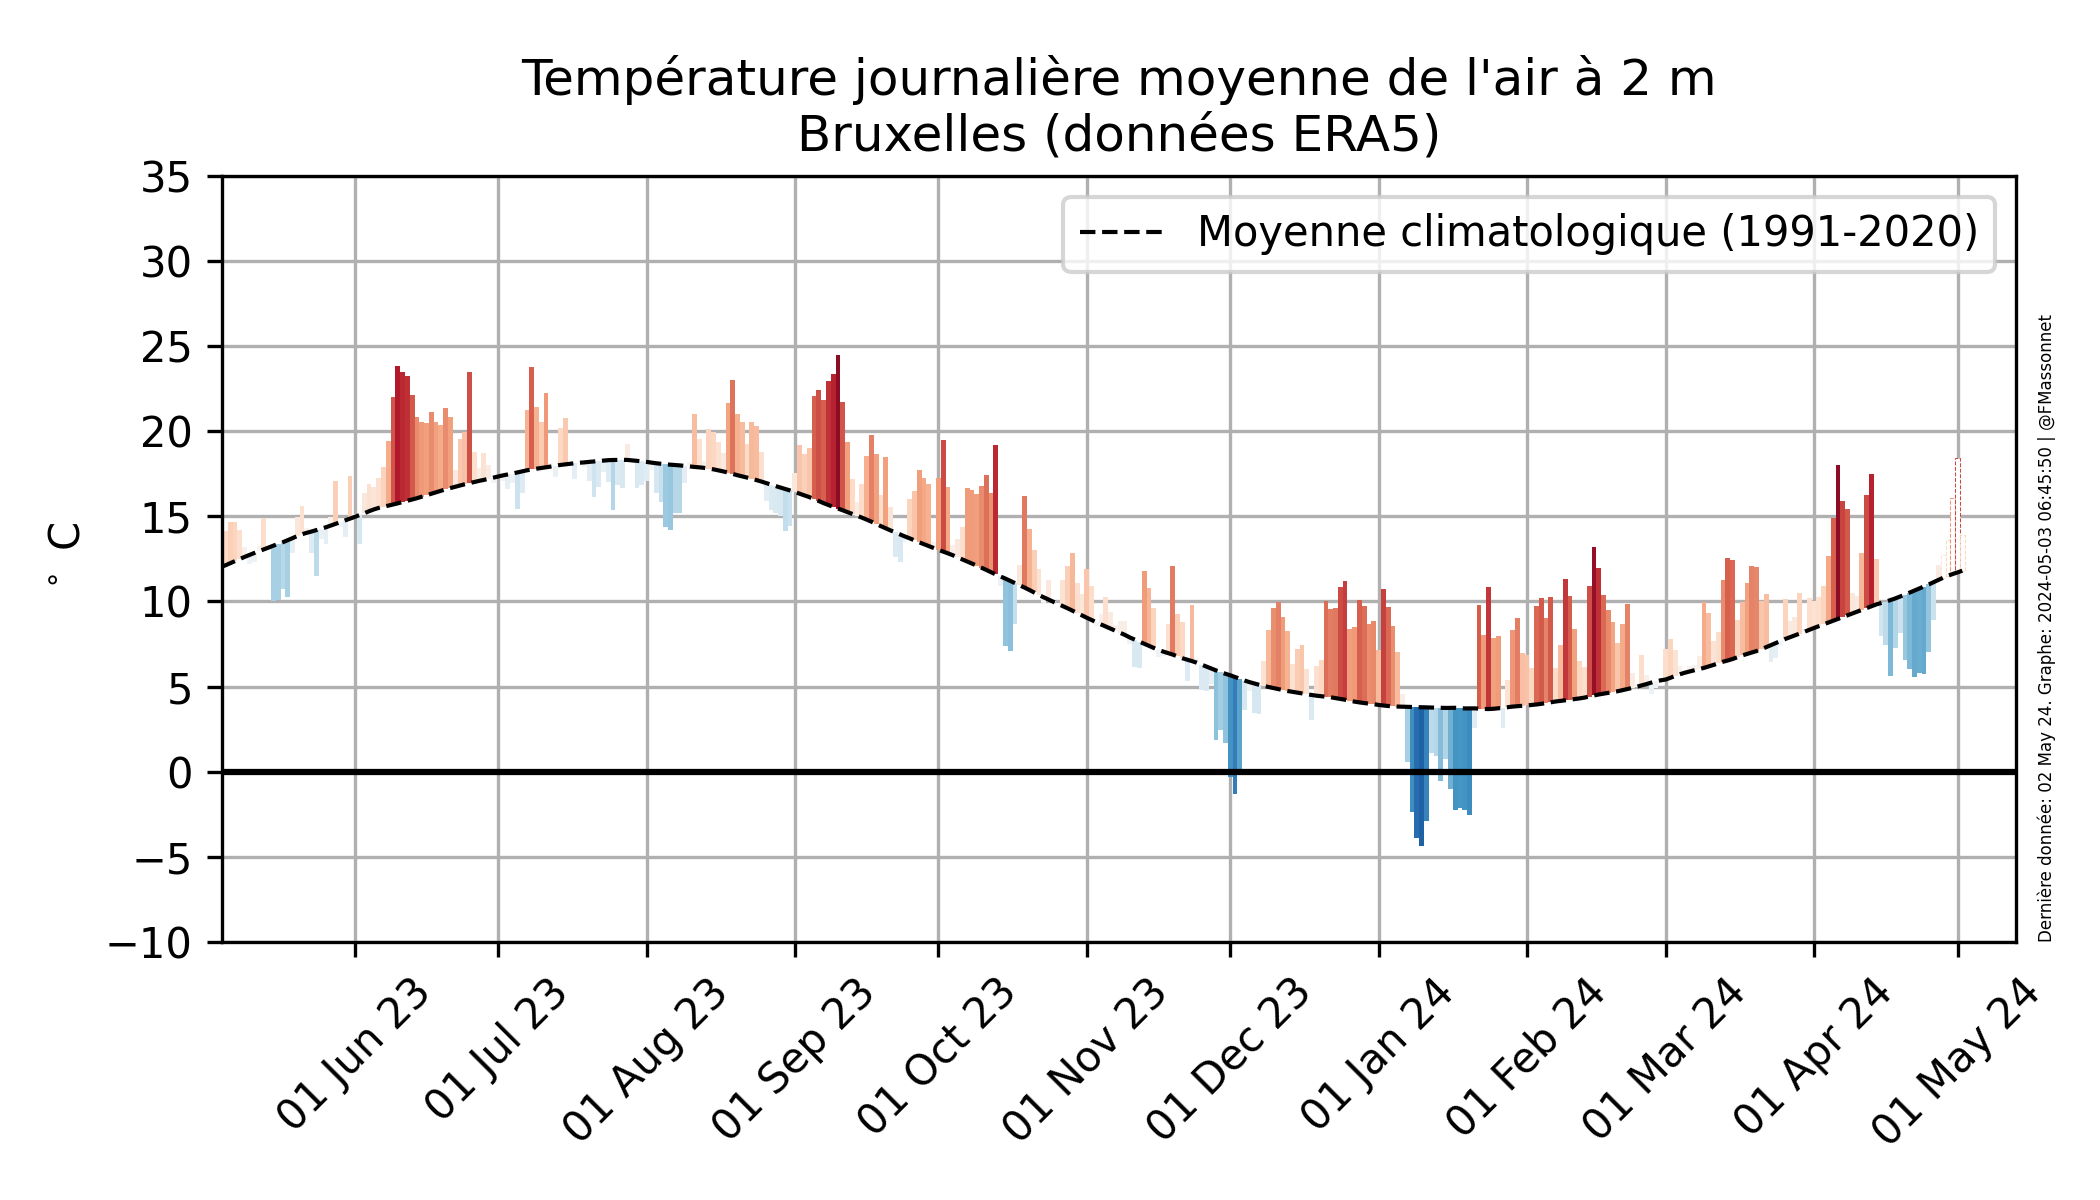 Température journalière moyenne de l'air à 2 m
Bruxelles (données ERA5)
Moyenne climatologique (1991-2020)
35
30
25
20
15
10
5
0
−5
−10
° C
01 Jun 23
01 Jul 23
01 Aug 23
01 Sep 23
01 Oct 23
01 Nov 23
01 Dec 23
01 Jan 24
01 Feb 24
01 Mar 24
01 Apr 24
01 May 24
Dernière donnée: 02 May 24. Graphe: 2024-05-03 06:45:50 | @FMassonnet